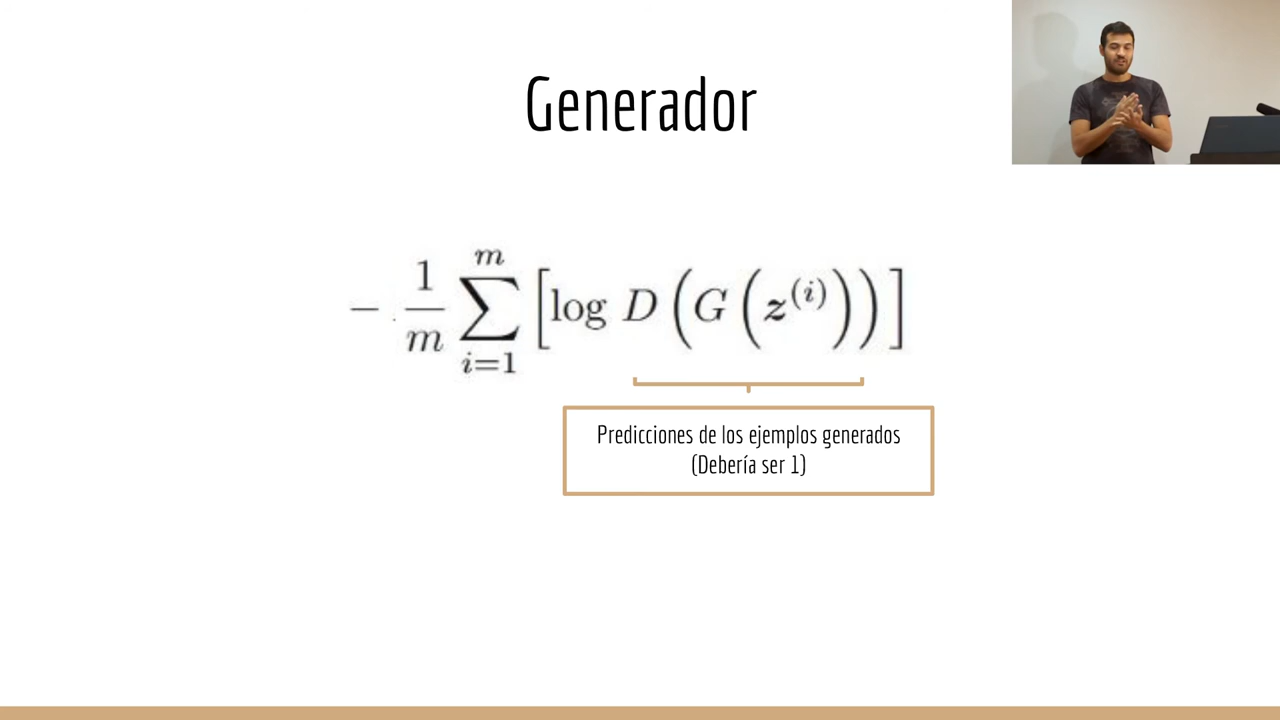 Generador
$-\frac{1}{m}\sum_{i=1}^{m}\left[\log D\left(G\left(z^{(i)}\right)\right)\right]$
Predicciones de los ejemplos generados
(Debería ser 1)